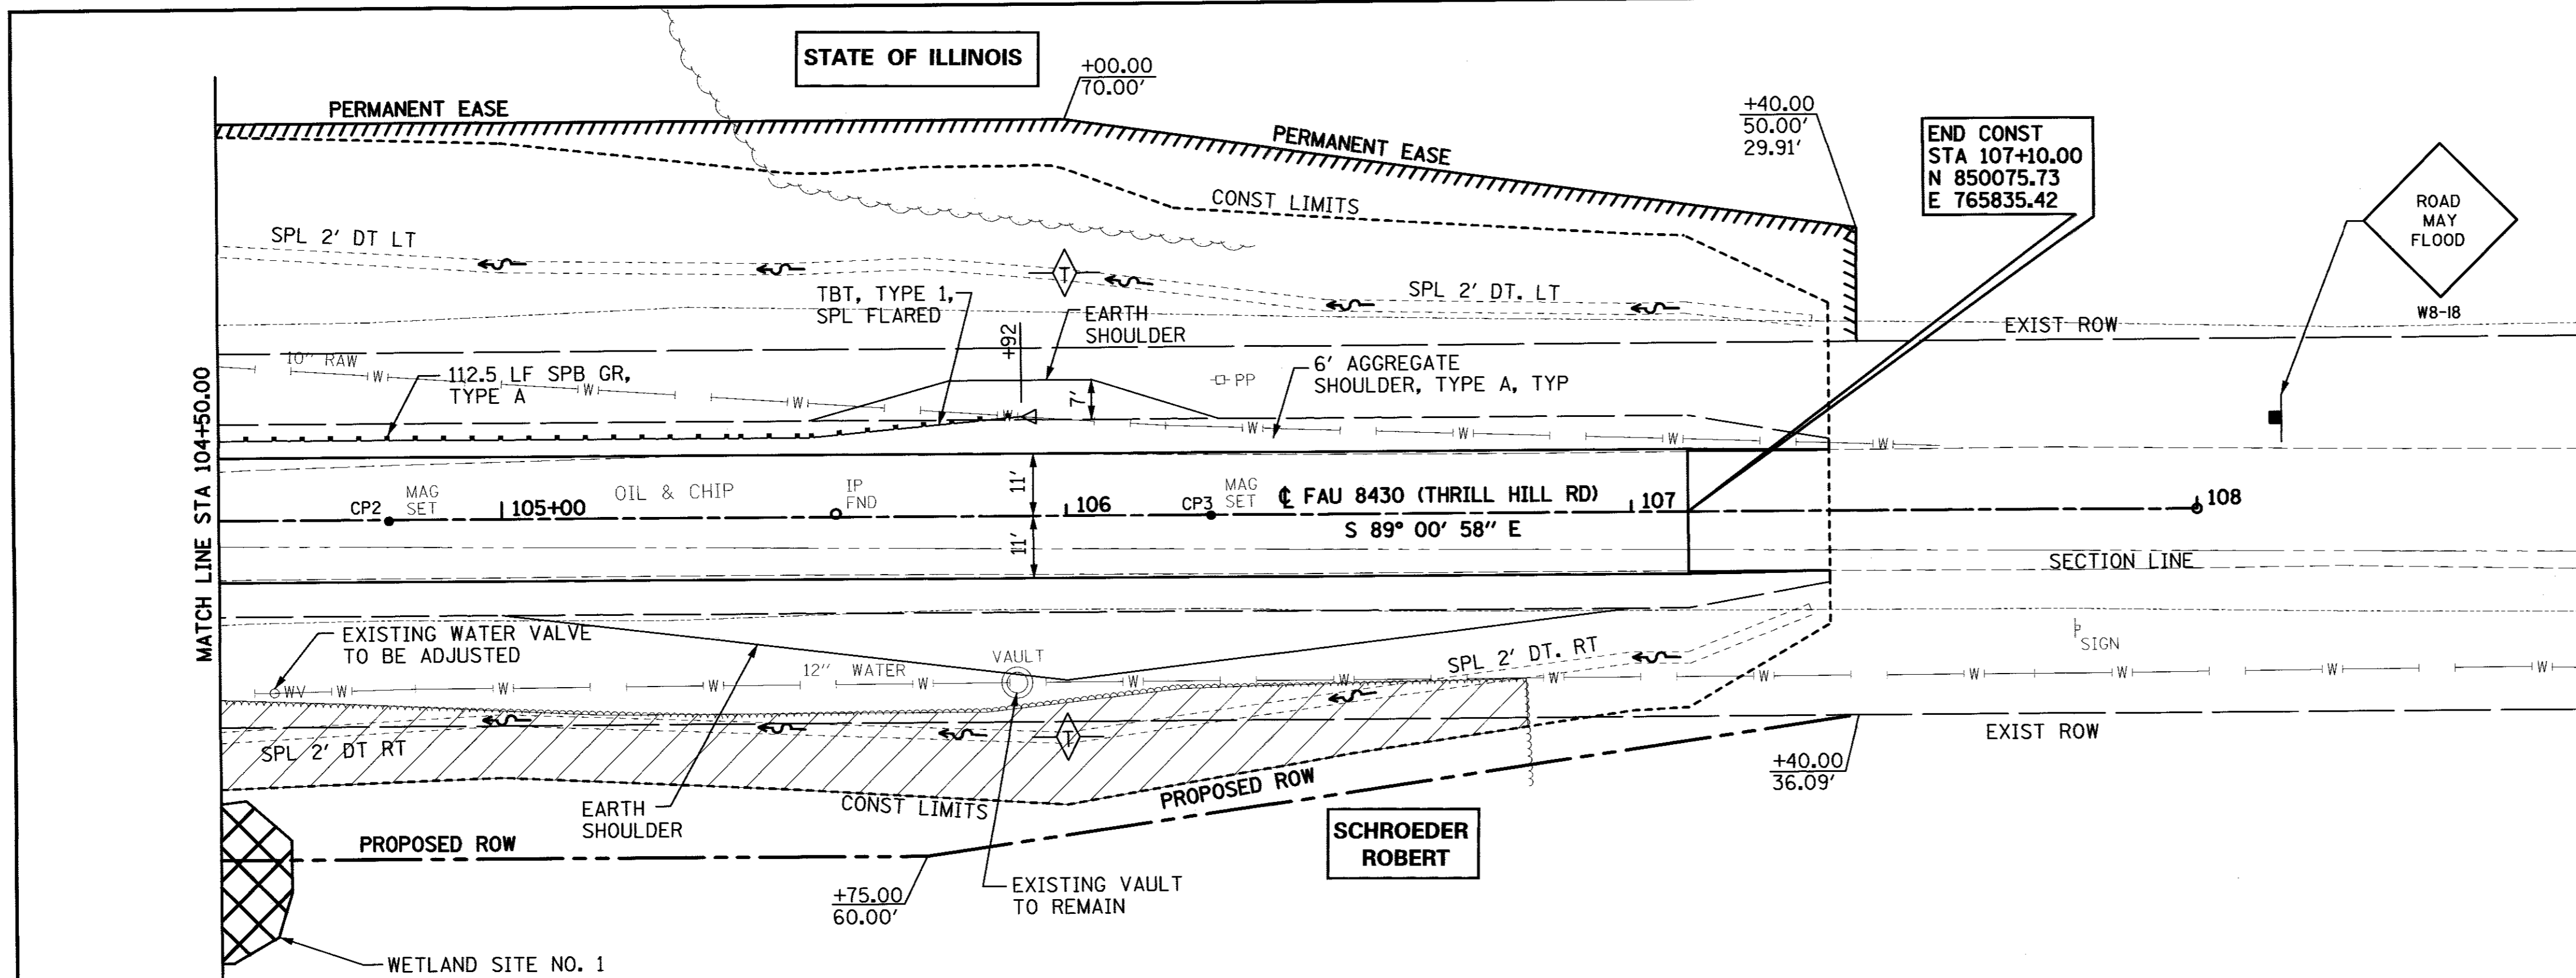 STATE OF ILLINOIS
+00.00
70.00'
PERMANENT EASE
PERMANENT EASE
+40.00
50.00'
29.91'
END CONST
STA 107+10.00
N 850075.73
E 765835.42
ROAD
MAY
FLOOD
W8-18
CONST LIMITS
SPL 2' DT LT
T
TBT, TYPE 1,
SPL FLARED
SPL 2' DT. LT
EARTH
SHOULDER
+92
EXIST ROW
10" RAW
W
W
W
W
W
W
W
W
112.5 LF SPB GR,
TYPE A
7'
PP
6' AGGREGATE
SHOULDER, TYPE A, TYP
MATCH LINE STA 104+50.00
CP2
MAG
SET
105+00
OIL & CHIP
IP
FND
11'
11'
106
CP3
MAG
SET
℄ FAU 8430 (THRILL HILL RD)
S 89° 00' 58" E
107
108
SECTION LINE
EXISTING WATER VALVE
TO BE ADJUSTED
WV
W
W
W
12" WATER
W
VAULT
W
W
W
W
W
W
W
SPL 2' DT. RT
SIGN
SPL 2' DT RT
T
EXIST ROW
+40.00
36.09'
EARTH
SHOULDER
CONST LIMITS
PROPOSED ROW
PROPOSED ROW
SCHROEDER
ROBERT
+75.00
60.00'
EXISTING VAULT
TO REMAIN
WETLAND SITE NO. 1